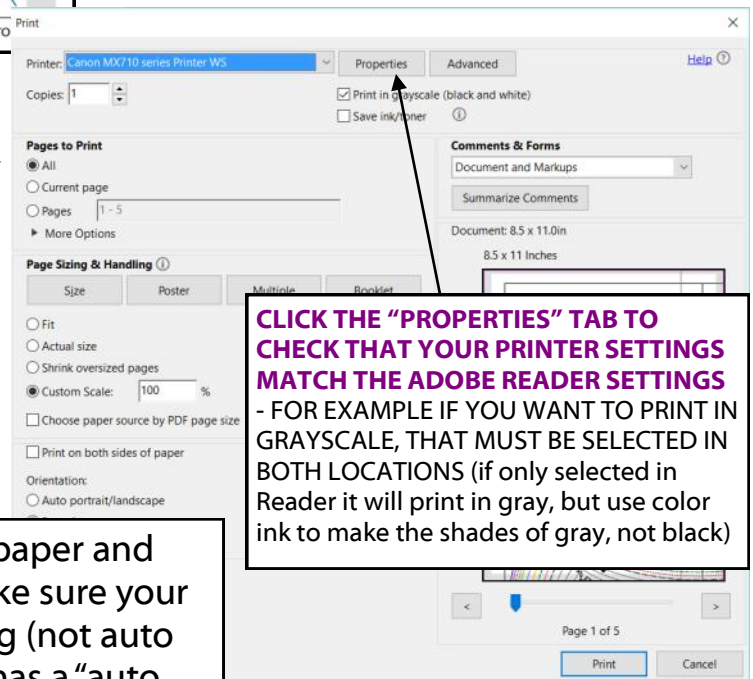 Print
Printer: Canon MX710 series Printer WS
Properties
Advanced
Help
Copies: 1
Print in grayscale (black and white)
Save ink/toner
Pages to Print
All
Current page
Pages 1 - 5
More Options
Comments & Forms
Document and Markups
Summarize Comments
Document: 8.5 x 11.0in
8.5 x 11 Inches
Page Sizing & Handling
Size Poster Multiple Booklet
Fit
Actual size
Shrink oversized pages
Custom Scale: 100 %
Choose paper source by PDF page size
Print on both sides of paper
Orientation:
Auto portrait/landscape
CLICK THE “PROPERTIES” TAB TO
CHECK THAT YOUR PRINTER SETTINGS
MATCH THE ADOBE READER SETTINGS
- FOR EXAMPLE IF YOU WANT TO PRINT IN
GRAYSCALE, THAT MUST BE SELECTED IN
BOTH LOCATIONS (if only selected in
Reader it will print in gray, but use color
ink to make the shades of gray, not black)
paper and
ke sure your
g (not auto
has a “auto
<
>
Page 1 of 5
Print
Cancel